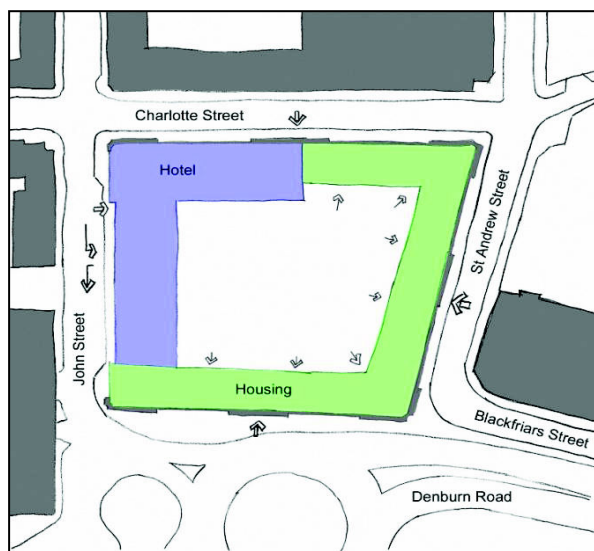 Charlotte Street
Hotel
St Andrew Street
John Street
Housing
Blackfriars Street
Denburn Road